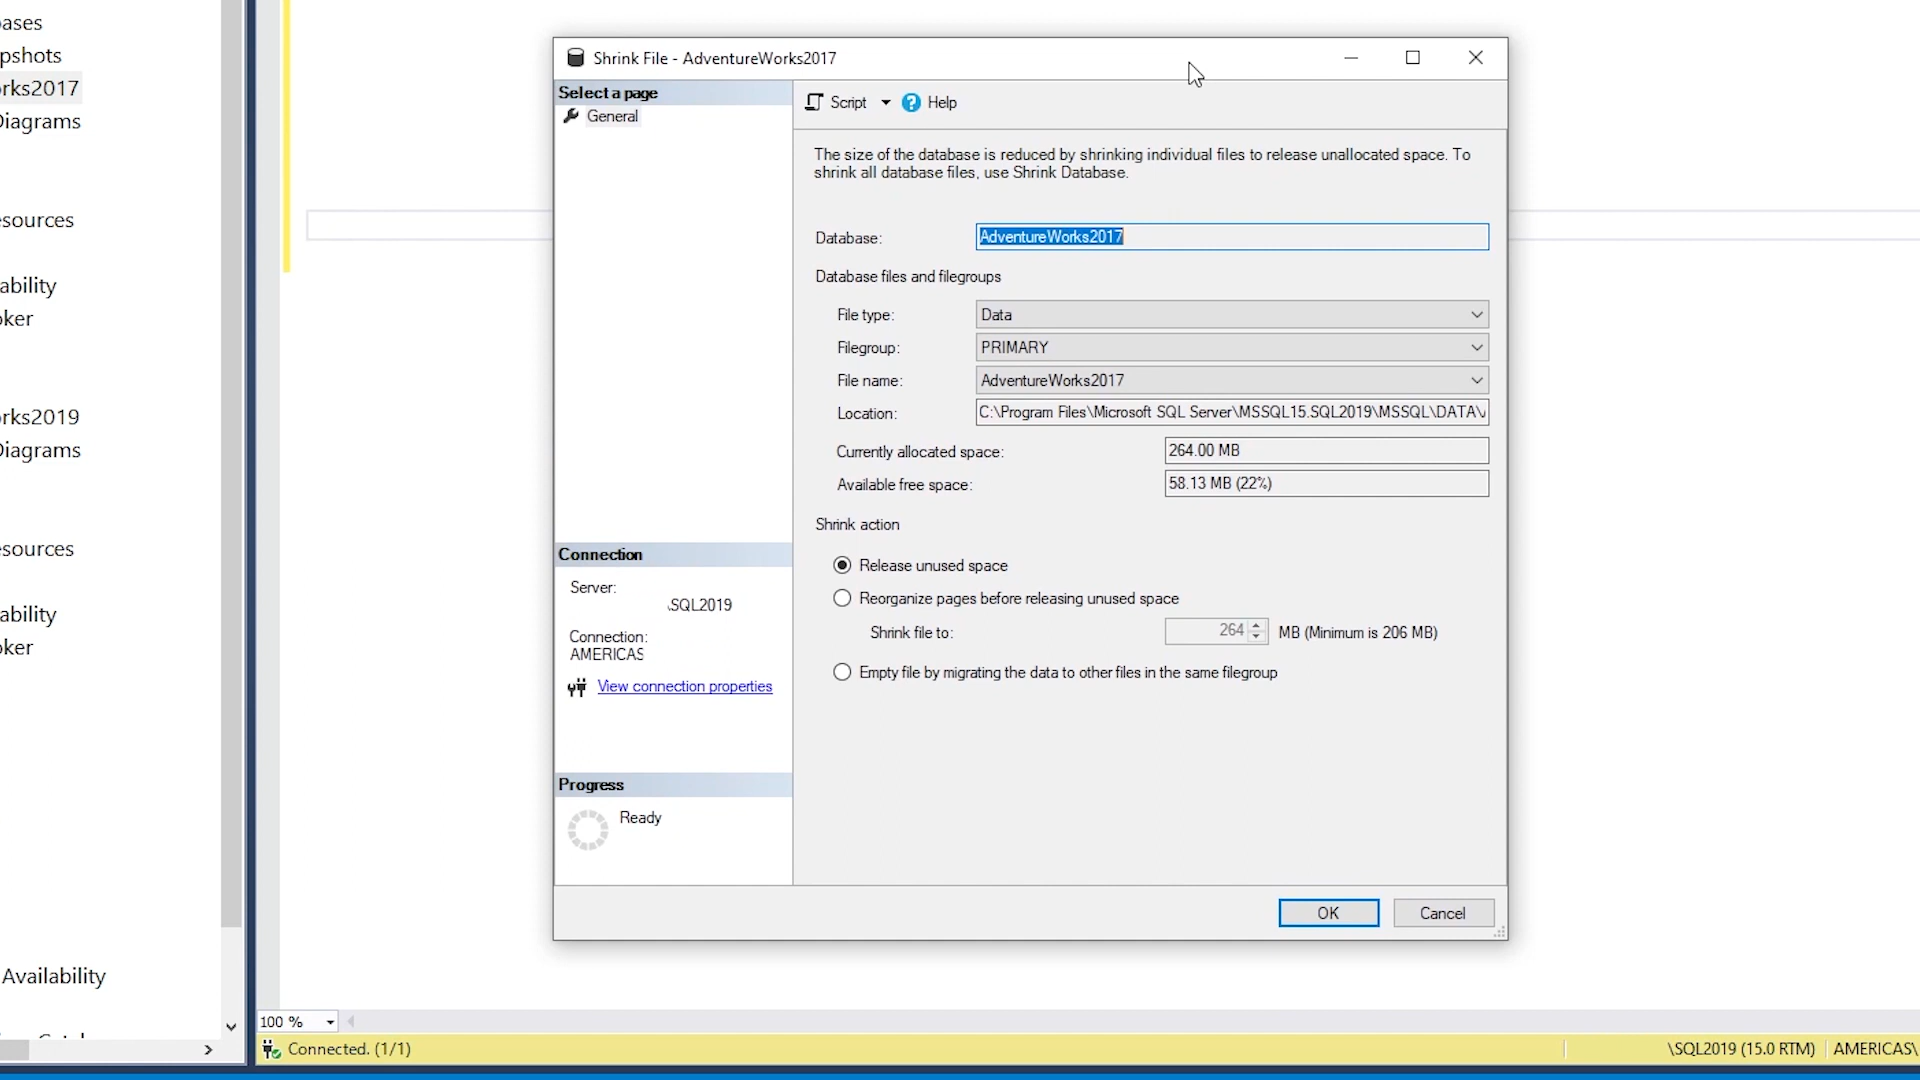 ases
pshots
rks2017
Diagrams
esources
ability
ker
rks2019
Diagrams
esources
ability
ker
Availability
100 %
Connected. (1/1)
\SQL2019 (15.0 RTM)
AMERICAS\
Shrink File - AdventureWorks2017
Select a page
General
Connection
Server:
\SQL2019
Connection:
AMERICAS
View connection properties
Progress
Ready
Script
Help
The size of the database is reduced by shrinking individual files to release unallocated space. To
shrink all database files, use Shrink Database.
Database: AdventureWorks2017
Database files and filegroups
File type: Data
Filegroup: PRIMARY
File name: AdventureWorks2017
Location: C:\Program Files\Microsoft SQL Server\MSSQL15.SQL2019\MSSQL\DATA\
Currently allocated space: 264.00 MB
Available free space: 58.13 MB (22%)
Shrink action
Release unused space
Reorganize pages before releasing unused space
Shrink file to: 264 MB (Minimum is 206 MB)
Empty file by migrating the data to other files in the same filegroup
OK
Cancel